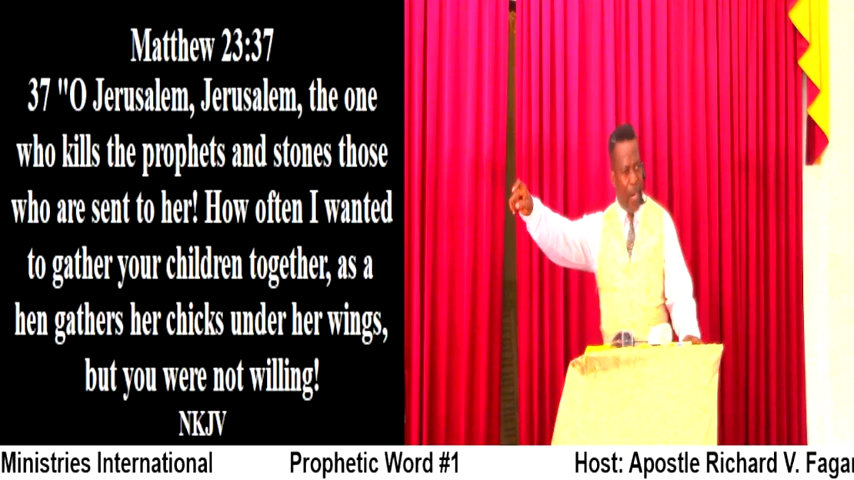 Matthew 23:37
37 "O Jerusalem, Jerusalem, the one
who kills the prophets and stones those
who are sent to her! How often I wanted
to gather your children together, as a
hen gathers her chicks under her wings,
but you were not willing!
NKJV
Ministries International Prophetic Word #1 Host: Apostle Richard V. Fagan